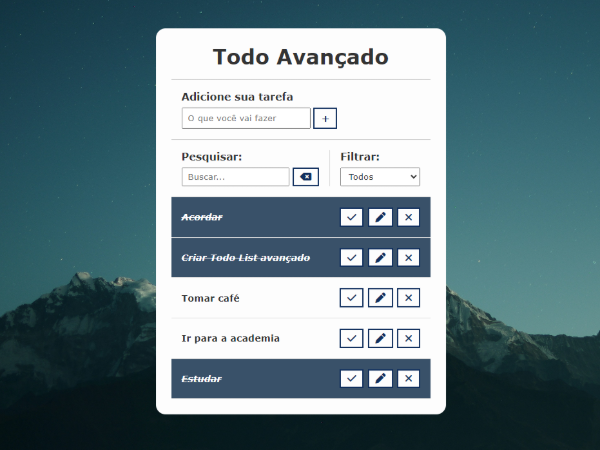 Todo Avançado
Adicione sua tarefa
O que você vai fazer
+
Pesquisar:
Filtrar:
Buscar...
Todos
Acordar
Criar Todo List avançado
Tomar café
Ir para a academia
Estudar